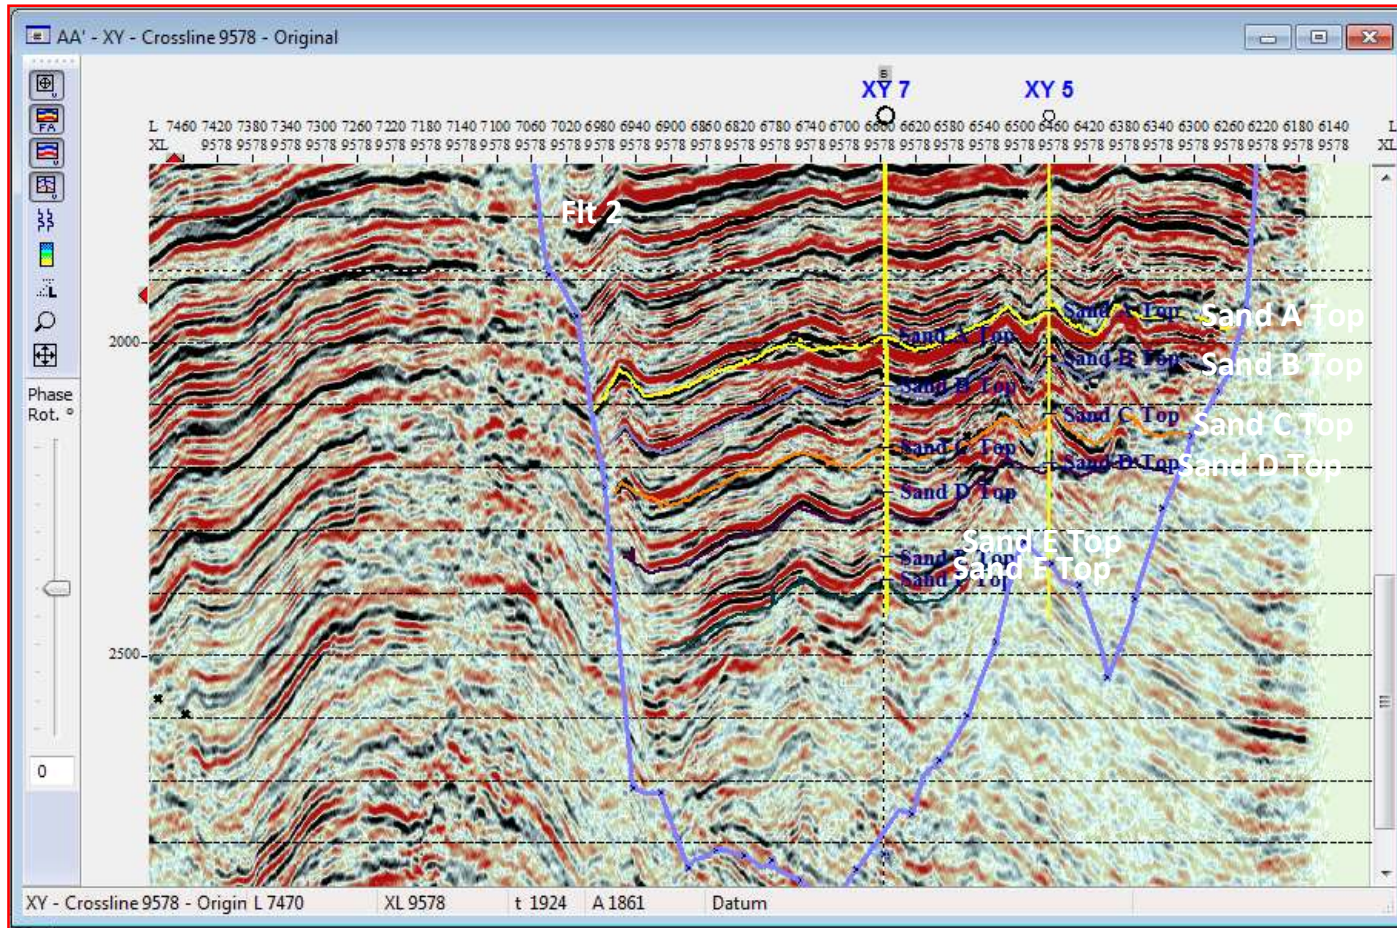 AA' - XY - Crossline 9578 - Original
B
XY 7 XY 5
L 7460 7420 7380 7340 7300 7260 7220 7180 7140 7100 7060 7020 6980 6940 6900 6860 6820 6780 6740 6700 6660 6620 6580 6540 6500 6460 6420 6380 6340 6300 6260 6220 6180 6140 L
XL 9578 9578 9578 9578 9578 9578 9578 9578 9578 9578 9578 9578 9578 9578 9578 9578 9578 9578 9578 9578 9578 9578 9578 9578 9578 9578 9578 9578 9578 9578 9578 9578 9578 XL
FA
L
Flt 2
Sand A Top Sand A Top
Sand A Top
2000
Sand B Top Sand B Top
Sand B Top
Phase
Rot. °
Sand C Top Sand C Top
Sand C Top
Sand D Top Sand D Top
Sand D Top
Sand E Top
Sand E Top
Sand F Top
Sand F Top
2500
0
XY - Crossline 9578 - Origin L 7470 XL 9578 t 1924 A 1861 Datum